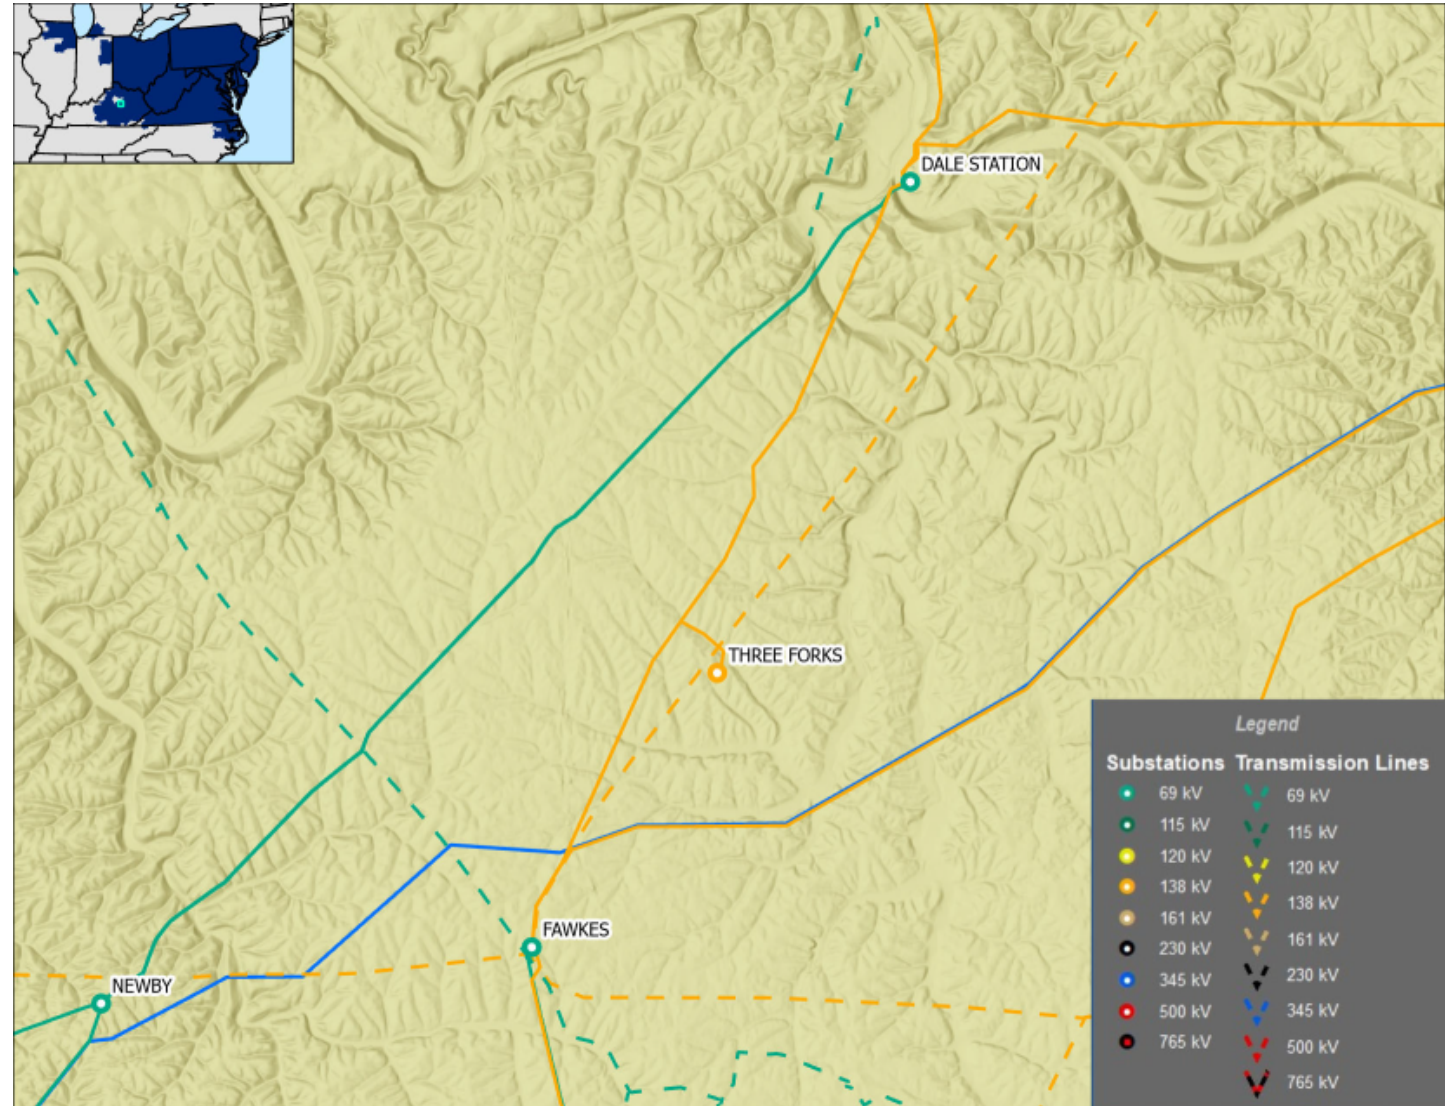 DALE STATION
THREE FORKS
FAWKES
NEWBY
Legend
Substations Transmission Lines
69 kV 69 kV
115 kV 115 kV
120 kV 120 kV
138 kV 138 kV
161 kV 161 kV
230 kV 230 kV
345 kV 345 kV
500 kV 500 kV
765 kV 765 kV